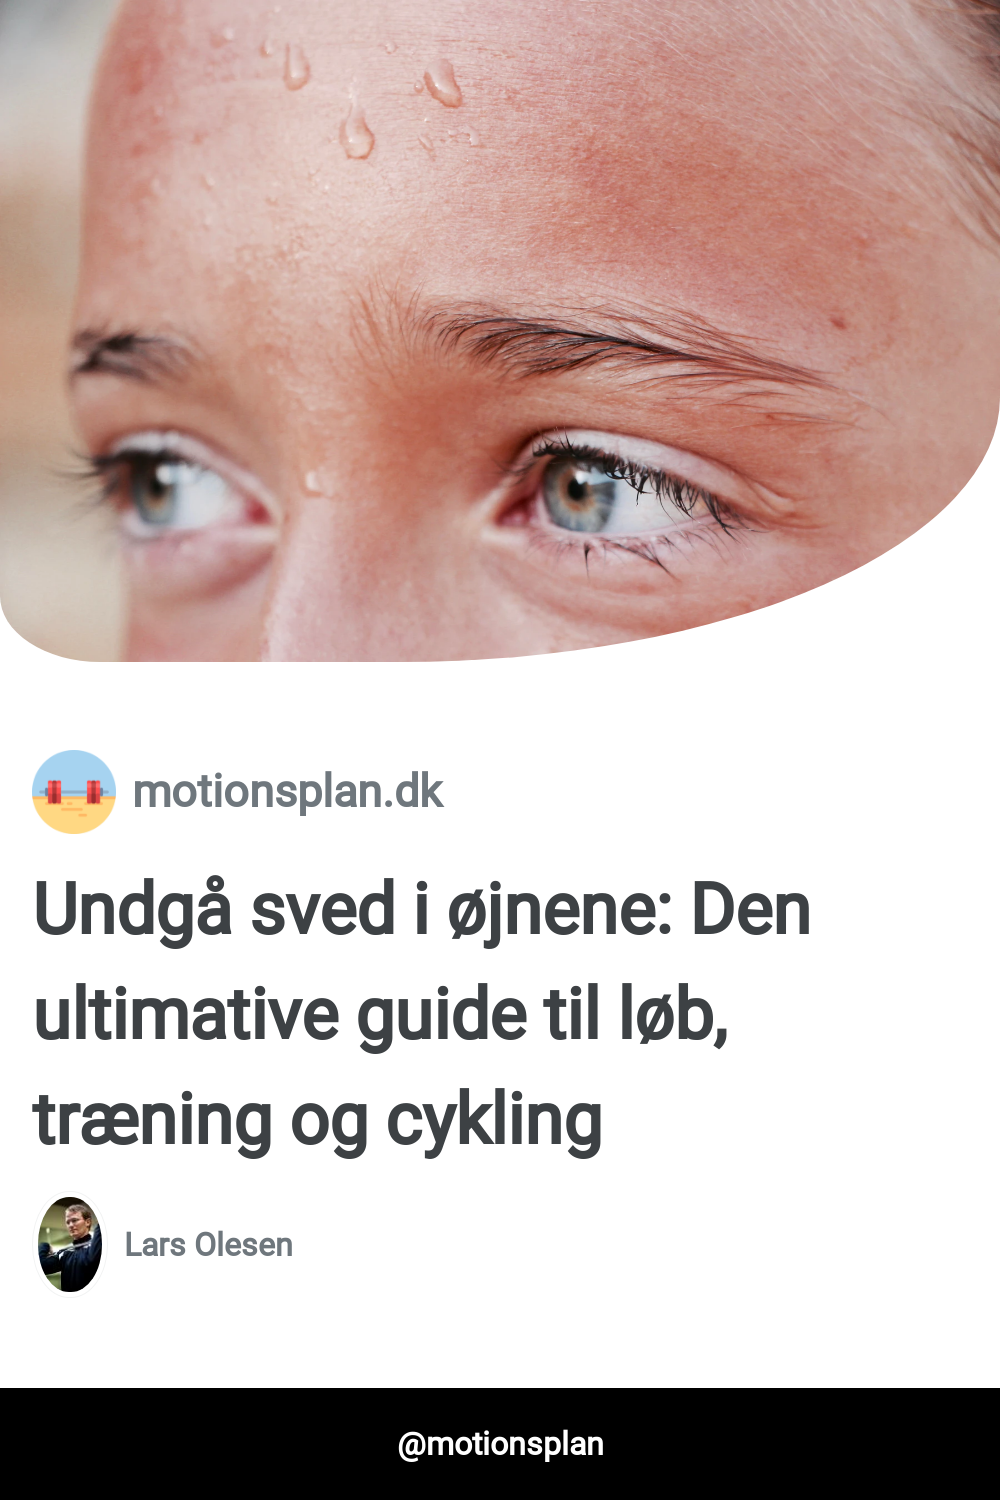 motionsplan.dk
Undgå sved i øjnene: Den
ultimative guide til løb,
træning og cykling
Lars Olesen
@motionsplan